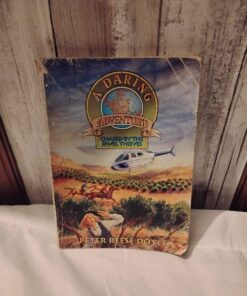 A DARING
ADVENTURE
CHASED BY THE
JEWEL THIEVES
PETER REESE DOYLE